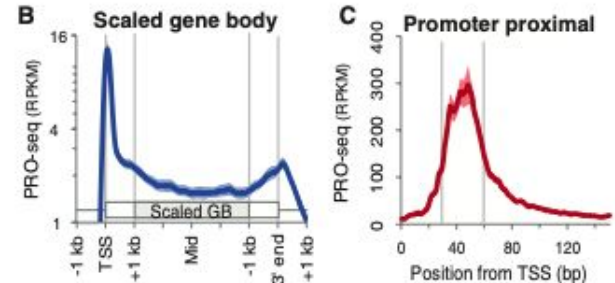 B Scaled gene body
PRO-seq (RPKM)
16
4
1
Scaled GB
-1 kb
TSS
+1 kb
Mid
-1 kb
3' end
+1 kb
C Promoter proximal
PRO-seq (RPKM)
400
300
200
100
0
0 40 80 120
Position from TSS (bp)